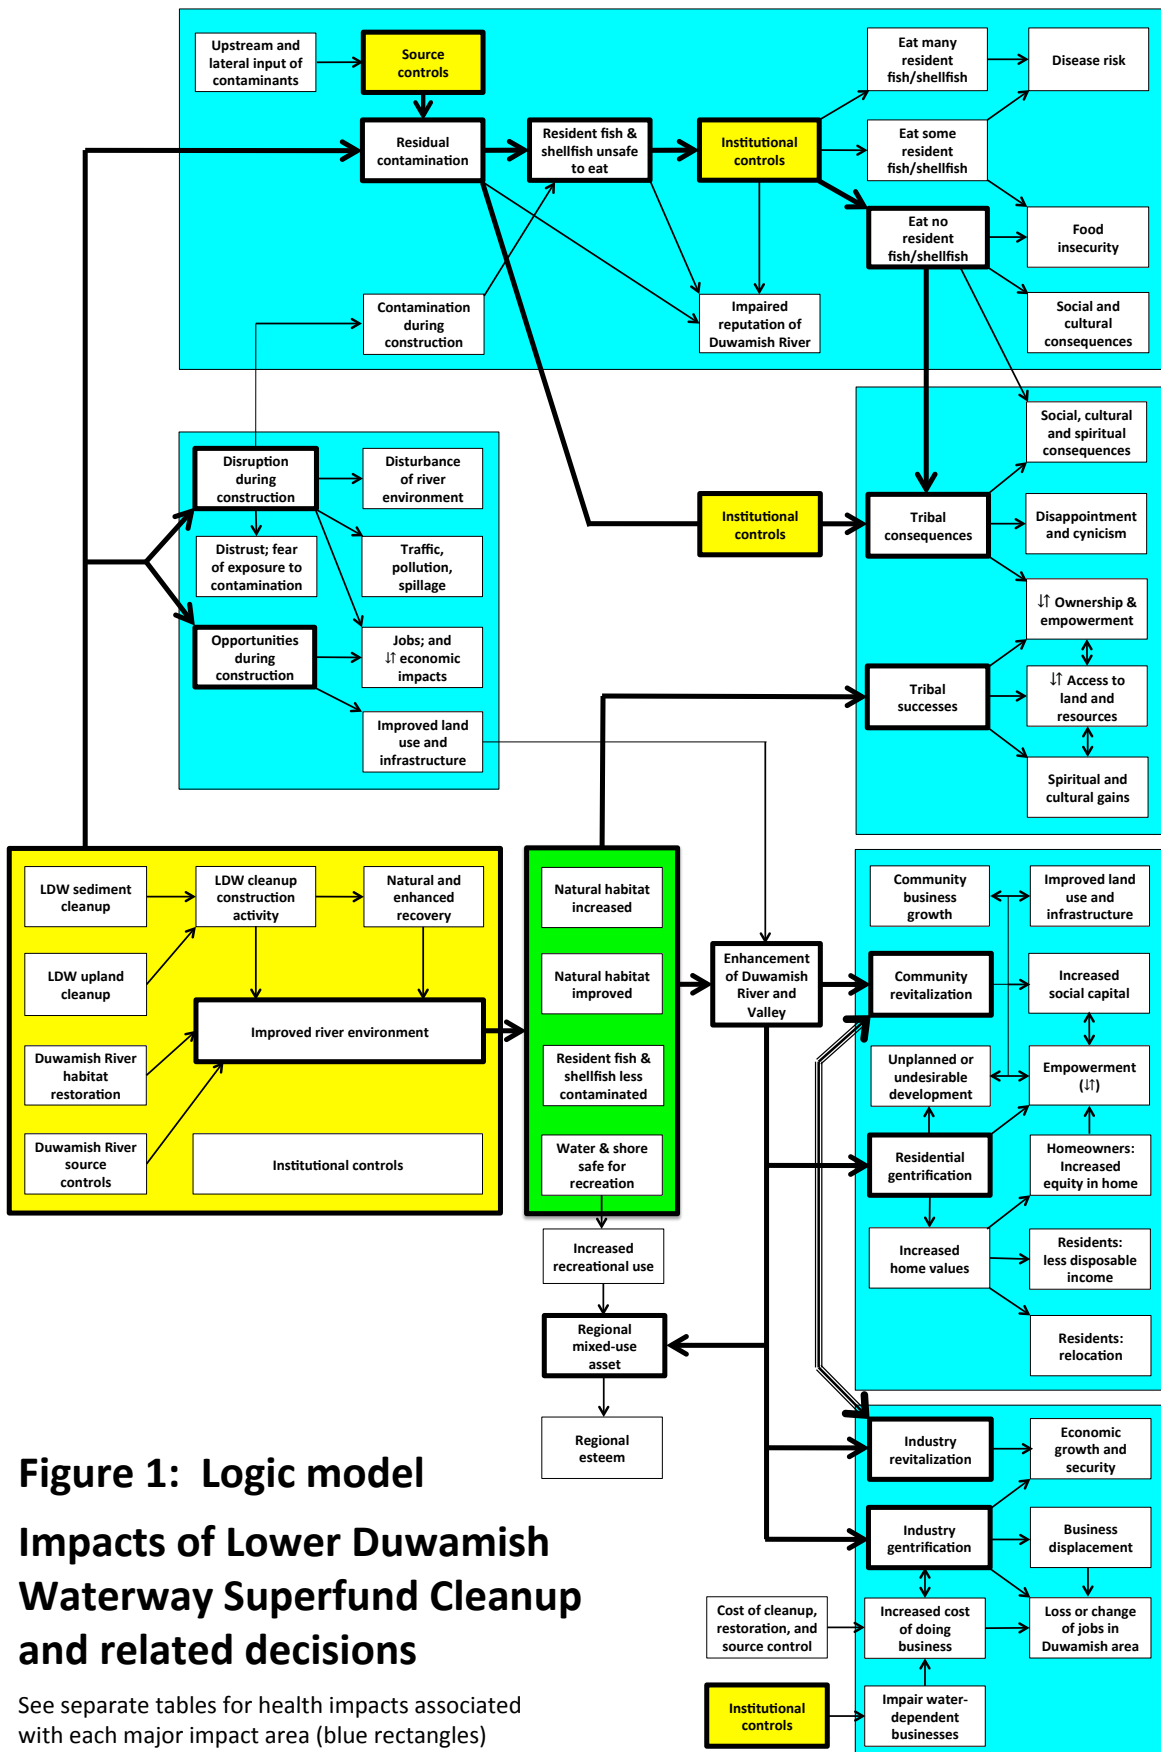 Upstream and
lateral input of
contaminants
Source
controls
Eat many
resident
fish/shellfish
Disease risk
Residual
contamination
Resident fish &
shellfish unsafe
to eat
Institutional
controls
Eat some
resident
fish/shellfish
Eat no
resident
fish/shellfish
Food
insecurity
Contamination
during
construction
Impaired
reputation of
Duwamish River
Social and
cultural
consequences
Disruption
during
construction
Disturbance
of river
environment
Distrust; fear
of exposure to
contamination
Traffic,
pollution,
spillage
Opportunities
during
construction
Jobs; and
↓↑ economic
impacts
Improved land
use and
infrastructure
Institutional
controls
Tribal
consequences
Social, cultural
and spiritual
consequences
Disappointment
and cynicism
↓↑ Ownership &
empowerment
Tribal
successes
↓↑ Access to
land and
resources
Spiritual and
cultural gains
LDW sediment
cleanup
LDW cleanup
construction
activity
Natural and
enhanced
recovery
LDW upland
cleanup
Improved river environment
Duwamish River
habitat
restoration
Duwamish River
source
controls
Institutional controls
Natural habitat
increased
Natural habitat
improved
Resident fish &
shellfish less
contaminated
Water & shore
safe for
recreation
Increased
recreational use
Regional
mixed-use
asset
Regional
esteem
Enhancement
of Duwamish
River and
Valley
Community
business
growth
Improved land
use and
infrastructure
Community
revitalization
Increased
social capital
Unplanned or
undesirable
development
Empowerment
(↓↑)
Residential
gentrification
Homeowners:
Increased
equity in home
Increased
home values
Residents:
less disposable
income
Residents:
relocation
Industry
revitalization
Economic
growth and
security
Industry
gentrification
Business
displacement
Cost of cleanup,
restoration, and
source control
Increased cost
of doing
business
Loss or change
of jobs in
Duwamish area
Institutional
controls
Impair water-
dependent
businesses
Figure 1: Logic model
Impacts of Lower Duwamish
Waterway Superfund Cleanup
and related decisions
See separate tables for health impacts associated
with each major impact area (blue rectangles)